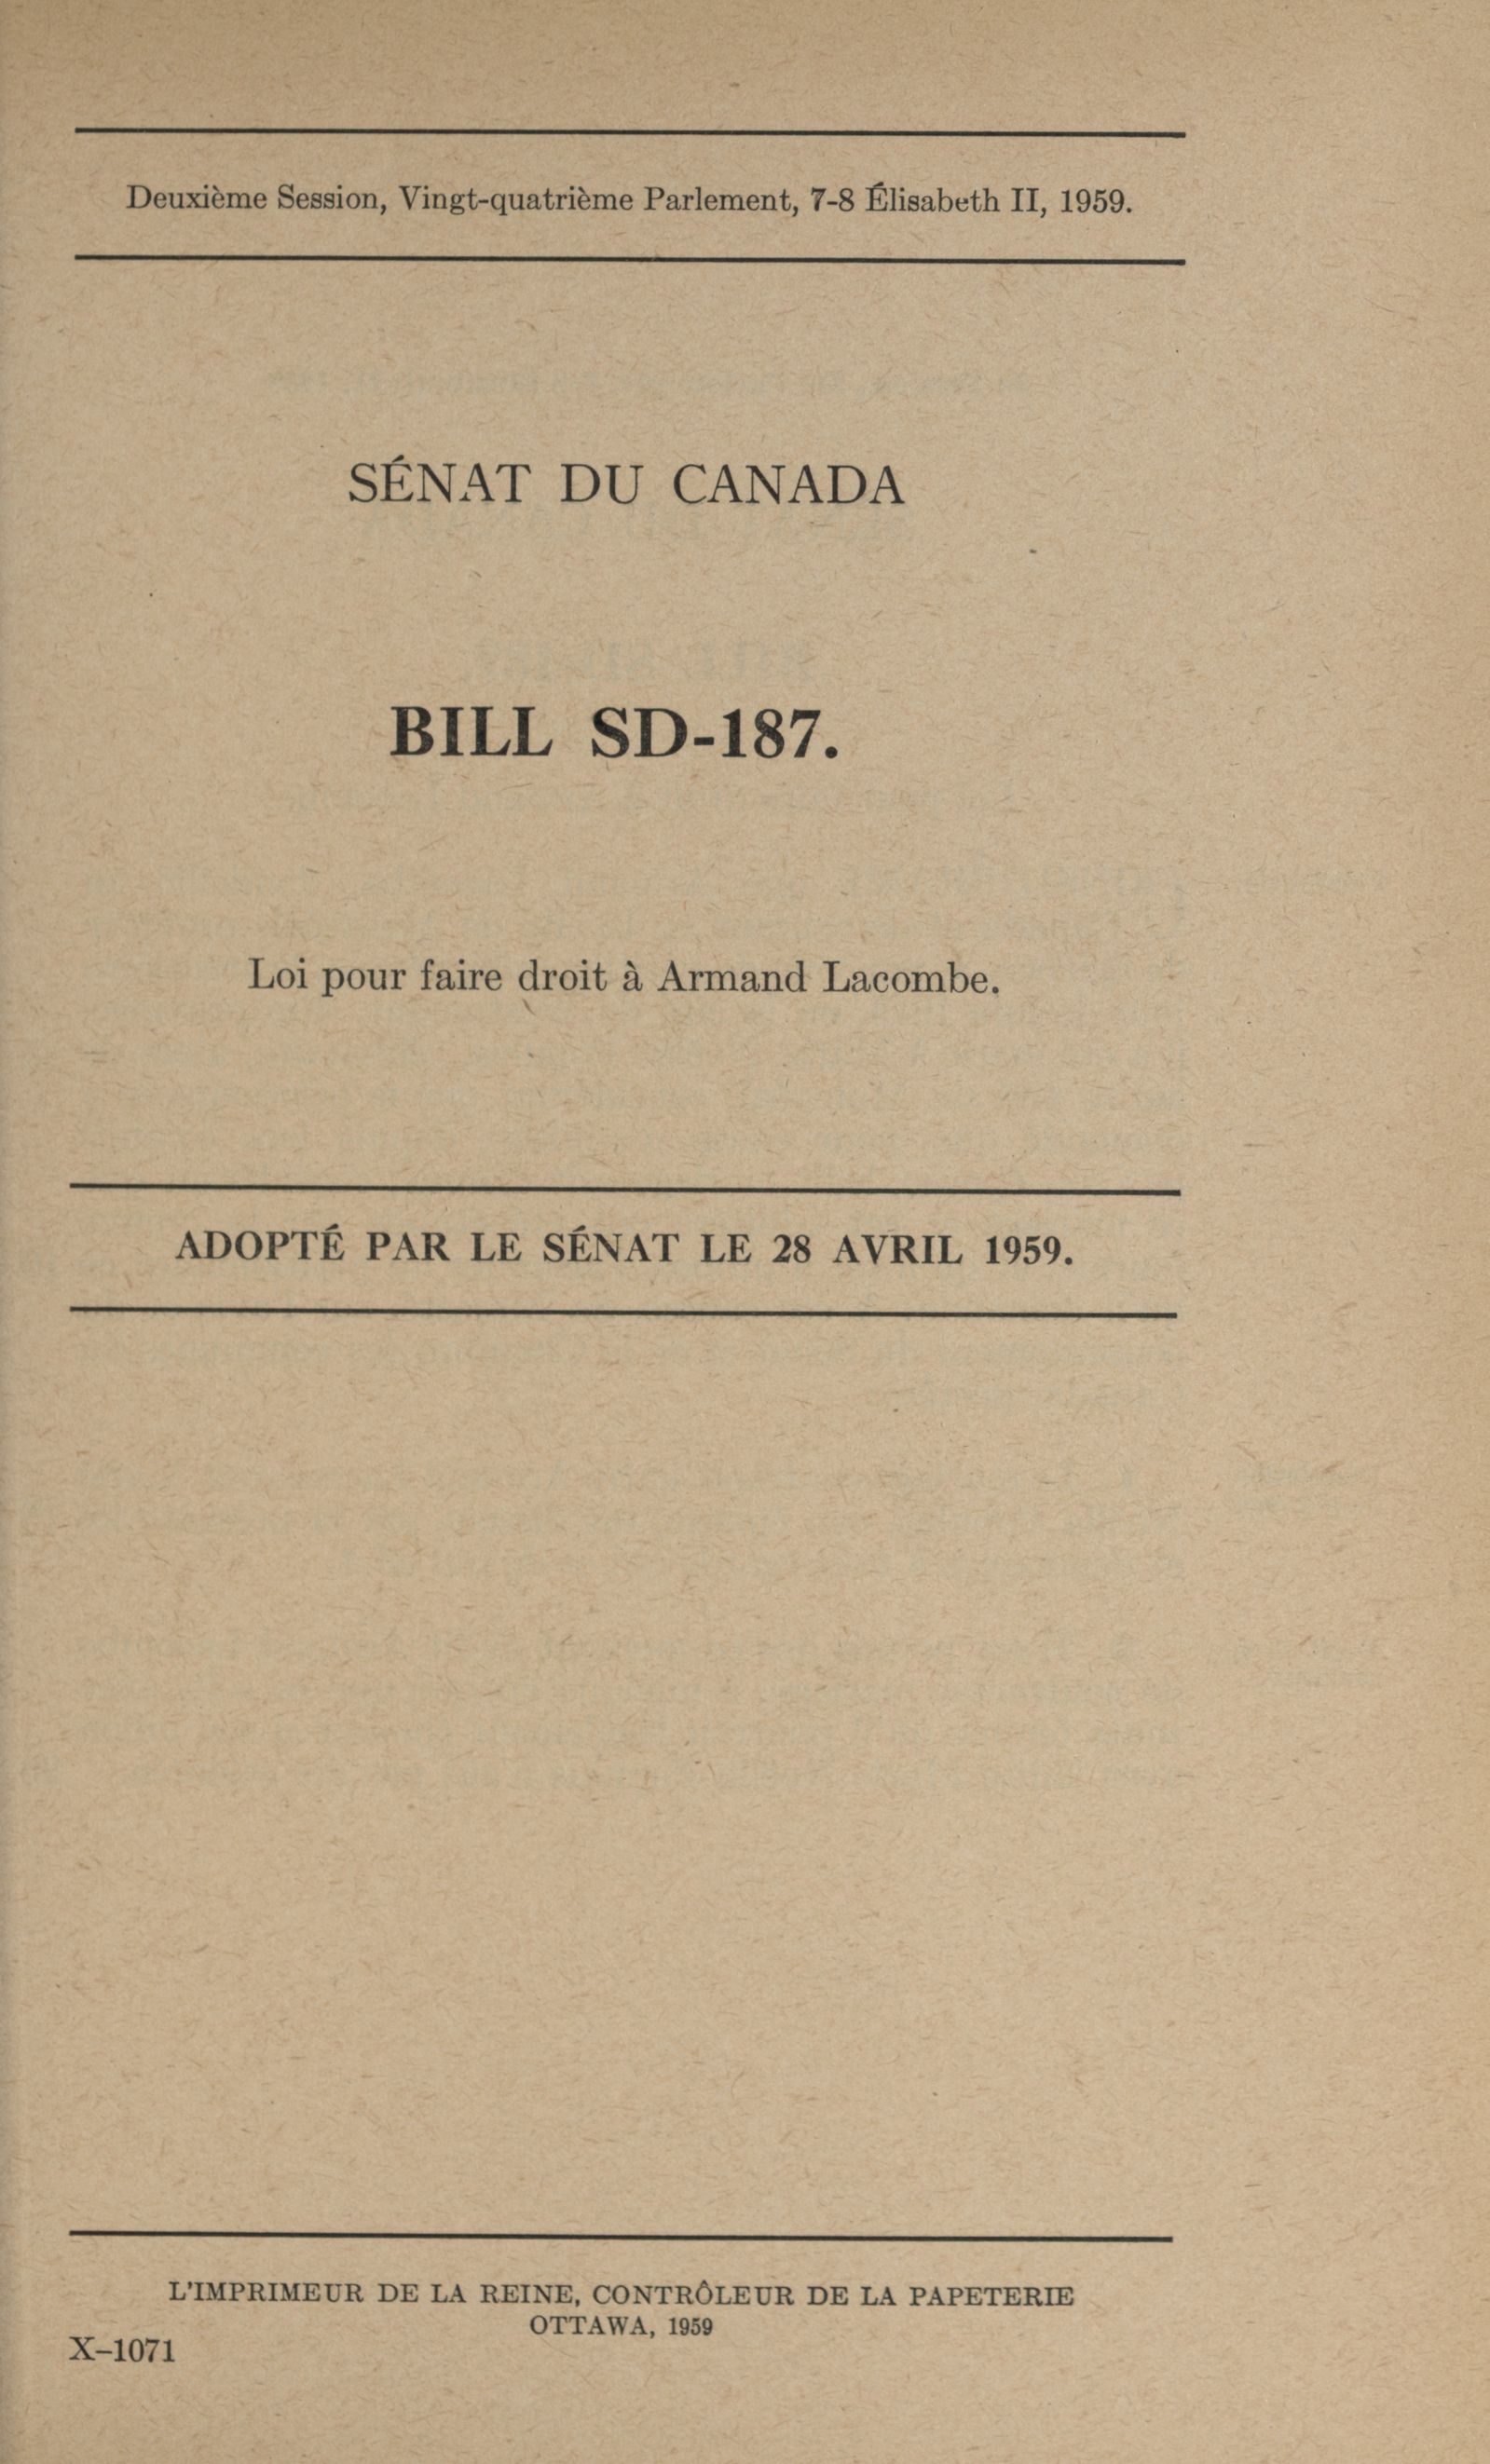 Deuxième Session, Vingt-quatrième Parlement, 7-8 Élisabeth II, 1959.
SÉNAT DU CANADA
BILL SD-187.
Loi pour faire droit à Armand Lacombe.
ADOPTÉ PAR LE SÉNAT LE 28 AVRIL 1959.
L'IMPRIMEUR DE LA REINE, CONTRÔLEUR DE LA PAPETERIE
OTTAWA, 1959
X–1071